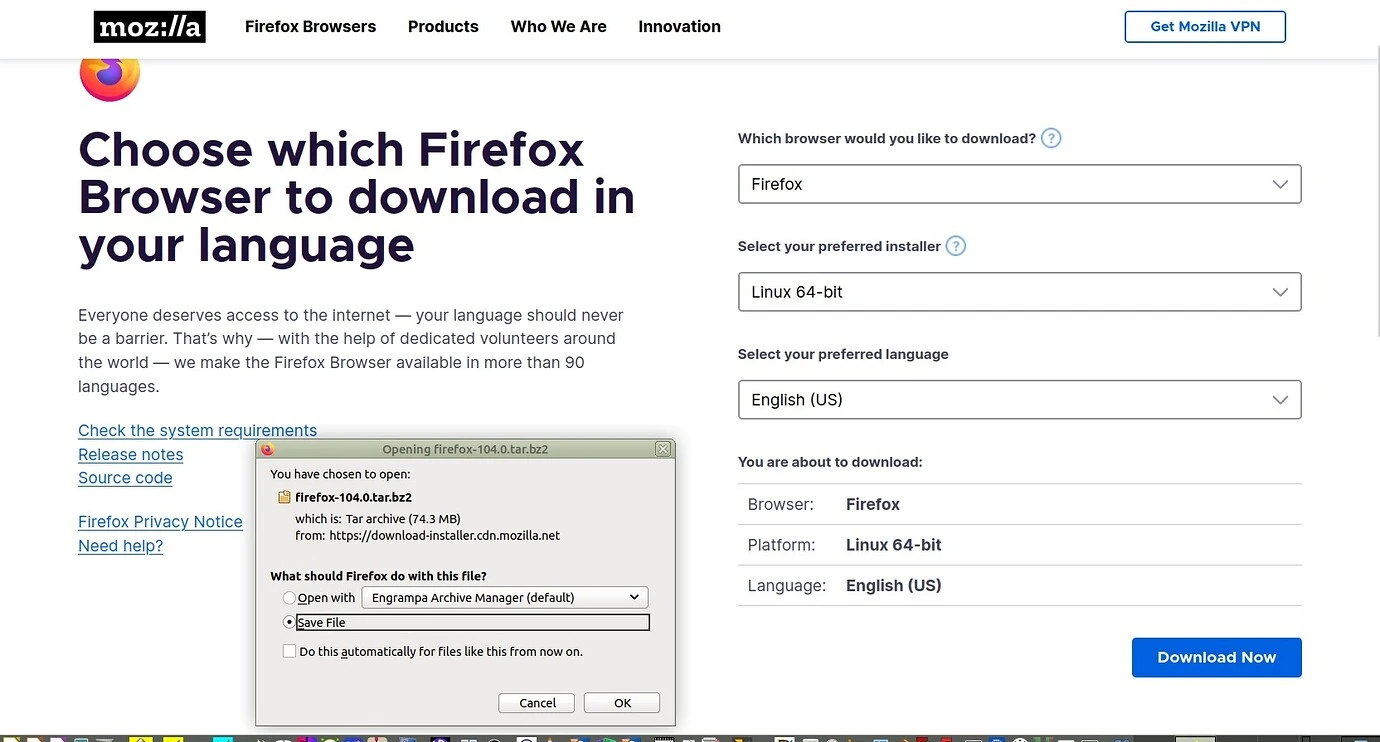 moz://a
Firefox Browsers
Products
Who We Are
Innovation
Get Mozilla VPN
Choose which Firefox
Browser to download in
your language
Everyone deserves access to the internet — your language should never
be a barrier. That’s why — with the help of dedicated volunteers around
the world — we make the Firefox Browser available in more than 90
languages.
Check the system requirements
Release notes
Source code
Firefox Privacy Notice
Need help?
Which browser would you like to download? ?
Firefox
Select your preferred installer ?
Linux 64-bit
Select your preferred language
English (US)
You are about to download:
Browser: Firefox
Platform: Linux 64-bit
Language: English (US)
Download Now
Opening firefox-104.0.tar.bz2
You have chosen to open:
firefox-104.0.tar.bz2
which is: Tar archive (74.3 MB)
from: https://download-installer.cdn.mozilla.net
What should Firefox do with this file?
Open with Engrampa Archive Manager (default)
Save File
Do this automatically for files like this from now on.
Cancel
OK